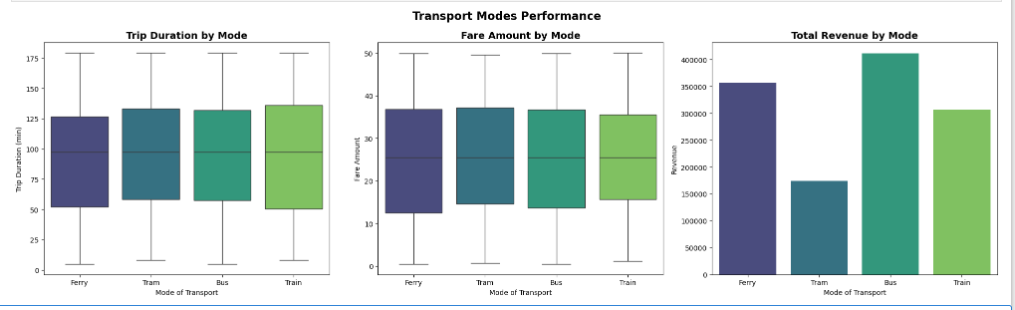 Transport Modes Performance
Trip Duration by Mode
Trip Duration (min)
175
150
125
100
75
50
25
0
Ferry Tram Bus Train
Mode of Transport
Fare Amount by Mode
Fare Amount
50
40
30
20
10
0
Ferry Tram Bus Train
Mode of Transport
Total Revenue by Mode
Revenue
400000
350000
300000
250000
200000
150000
100000
50000
0
Ferry Tram Bus Train
Mode of Transport